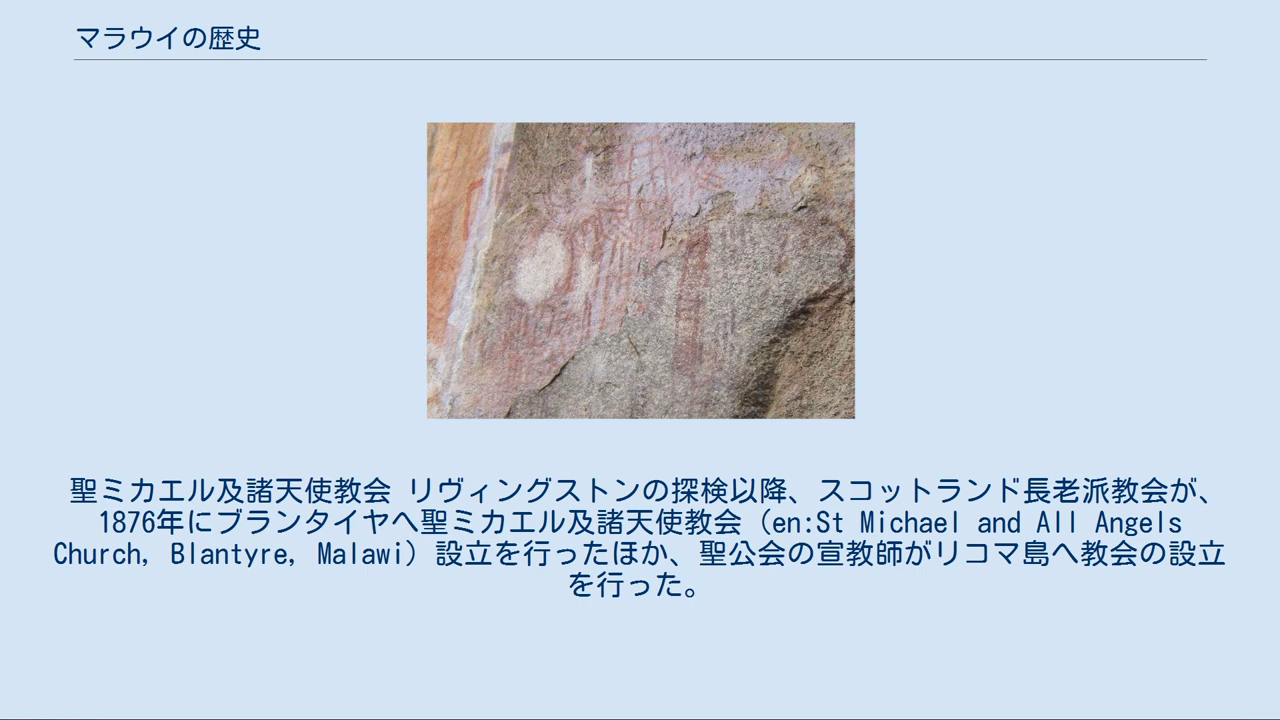 マラウイの歴史
聖ミカエル及諸天使教会 リヴィングストンの探検以降、スコットランド長老派教会が、
1876年にブランタイヤへ聖ミカエル及諸天使教会（en:St Michael and All Angels
Church, Blantyre, Malawi）設立を行ったほか、聖公会の宣教師がリコマ島へ教会の設立
を行った。